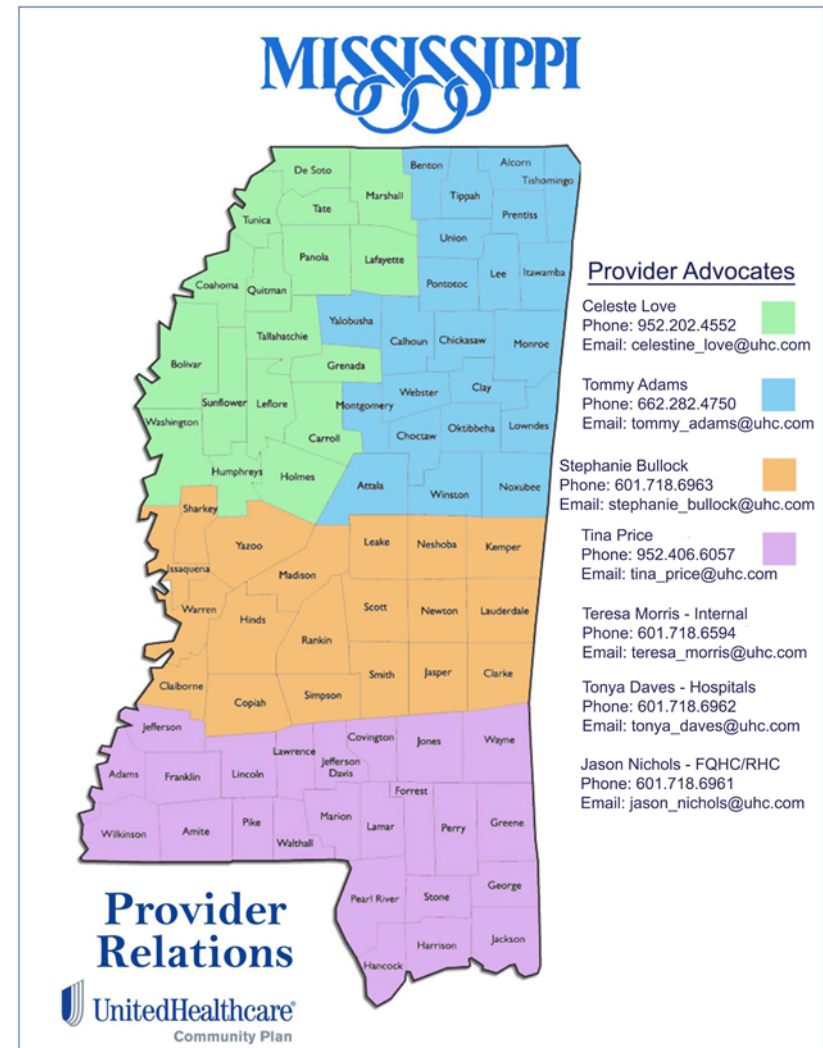 MISSISSIPPI
De Soto
Benton
Alcorn
Tishomingo
Tippah
Marshall
Tate
Tunica
Prentiss
Union
Panola
Lafayette
Lee
Itawamba
Pontotoc
Coahoma
Quitman
Yalobusha
Tallahatchie
Calhoun
Chickasaw
Monroe
Bolivar
Grenada
Clay
Webster
Sunflower
Leflore
Montgomery
Washington
Carroll
Choctaw
Oktibbeha
Lowndes
Humphreys
Holmes
Attala
Winston
Noxubee
Sharkey
Yazoo
Leake
Neshoba
Kemper
Issaquena
Madison
Warren
Hinds
Scott
Newton
Lauderdale
Rankin
Claiborne
Copiah
Simpson
Smith
Jasper
Clarke
Jefferson
Lawrence
Covington
Jones
Wayne
Adams
Franklin
Lincoln
Jefferson
Davis
Forrest
Wilkinson
Amite
Pike
Walthall
Marion
Lamar
Perry
Greene
Pearl River
Stone
George
Hancock
Harrison
Jackson
Provider Advocates
Celeste Love
Phone: 952.202.4552
Email: celestine_love@uhc.com
Tommy Adams
Phone: 662.282.4750
Email: tommy_adams@uhc.com
Stephanie Bullock
Phone: 601.718.6963
Email: stephanie_bullock@uhc.com
Tina Price
Phone: 952.406.6057
Email: tina_price@uhc.com
Teresa Morris - Internal
Phone: 601.718.6594
Email: teresa_morris@uhc.com
Tonya Daves - Hospitals
Phone: 601.718.6962
Email: tonya_daves@uhc.com
Jason Nichols - FQHC/RHC
Phone: 601.718.6961
Email: jason_nichols@uhc.com
Provider
Relations
UnitedHealthcare®
Community Plan